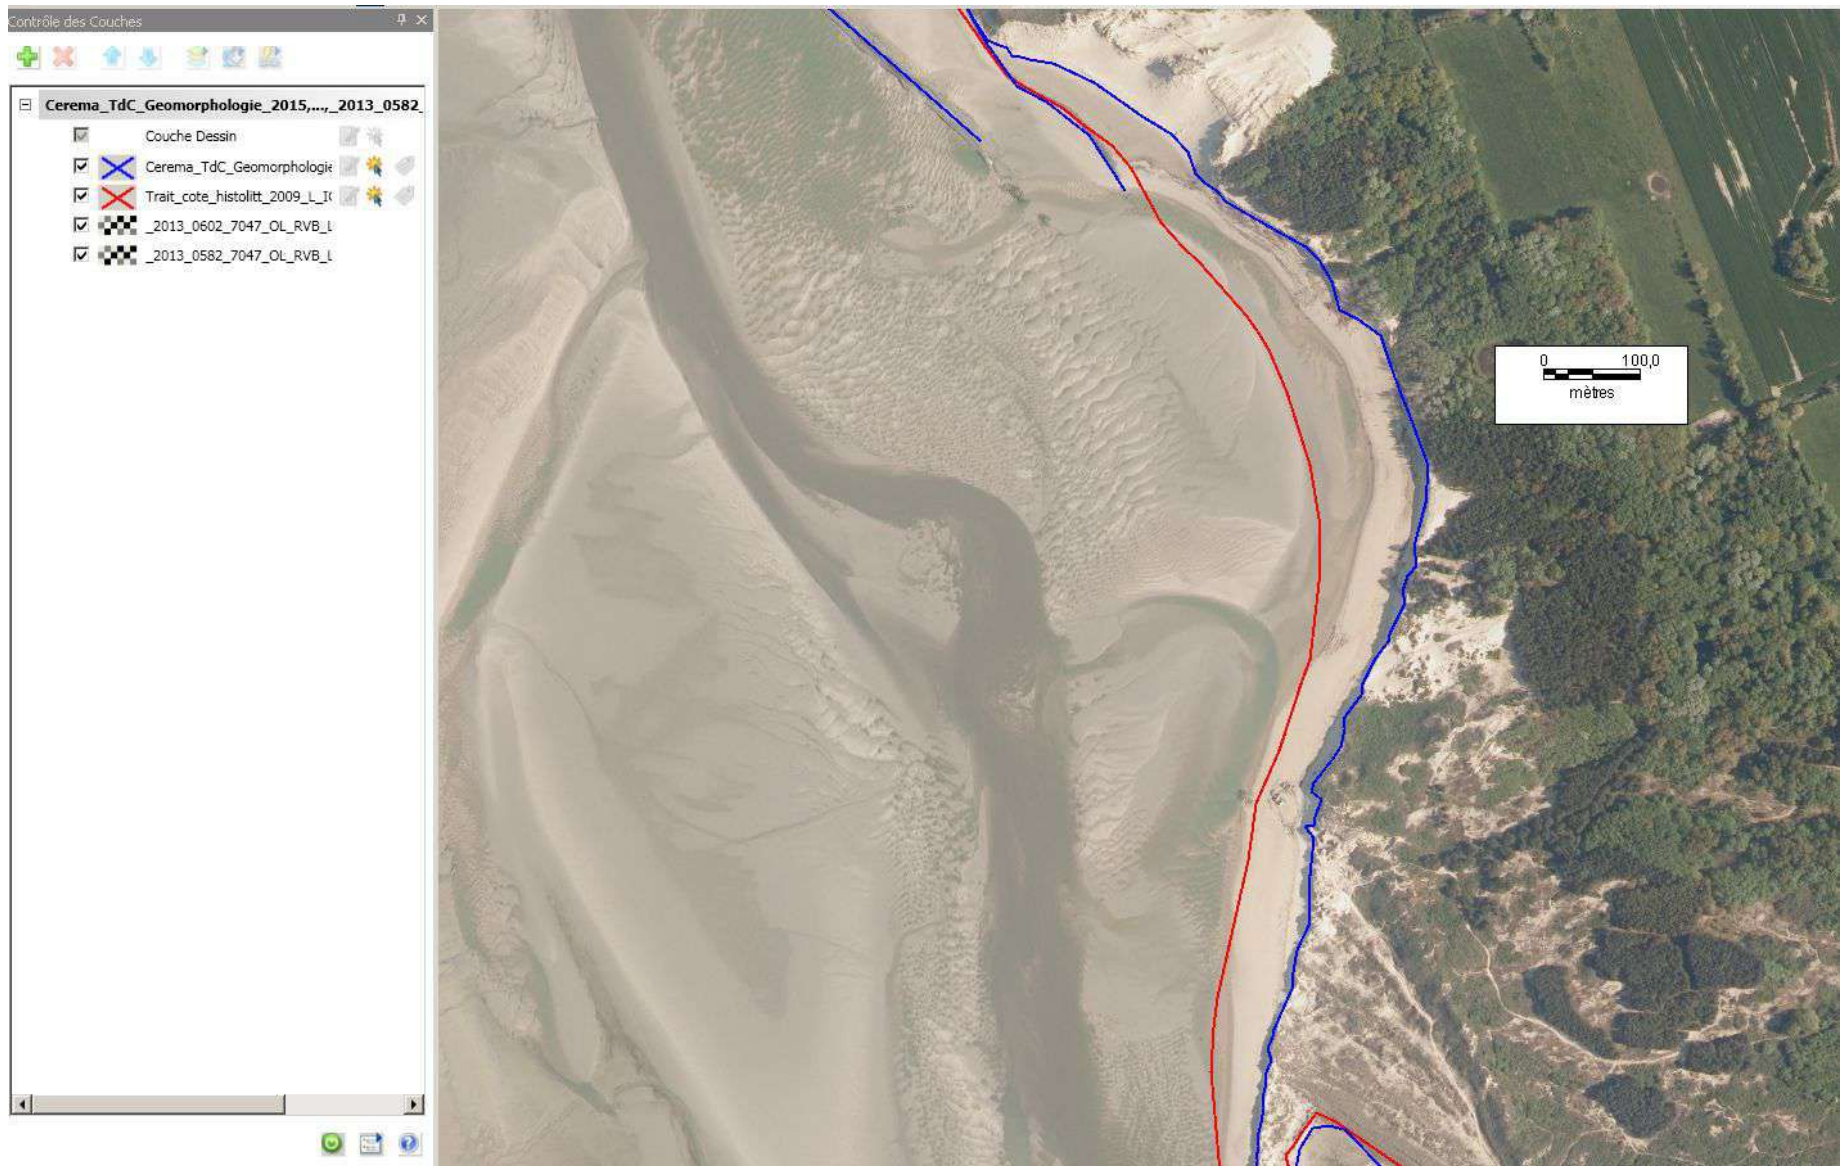 Contrôle des Couches
Cerema_TdC_Geomorphologie_2015,...,_2013_0582_
Couche Dessin
Cerema_TdC_Geomorphologie
Trait_cote_histolitt_2009_L_I
_2013_0602_7047_OL_RVB_L
_2013_0582_7047_OL_RVB_L
0 100,0
mètres